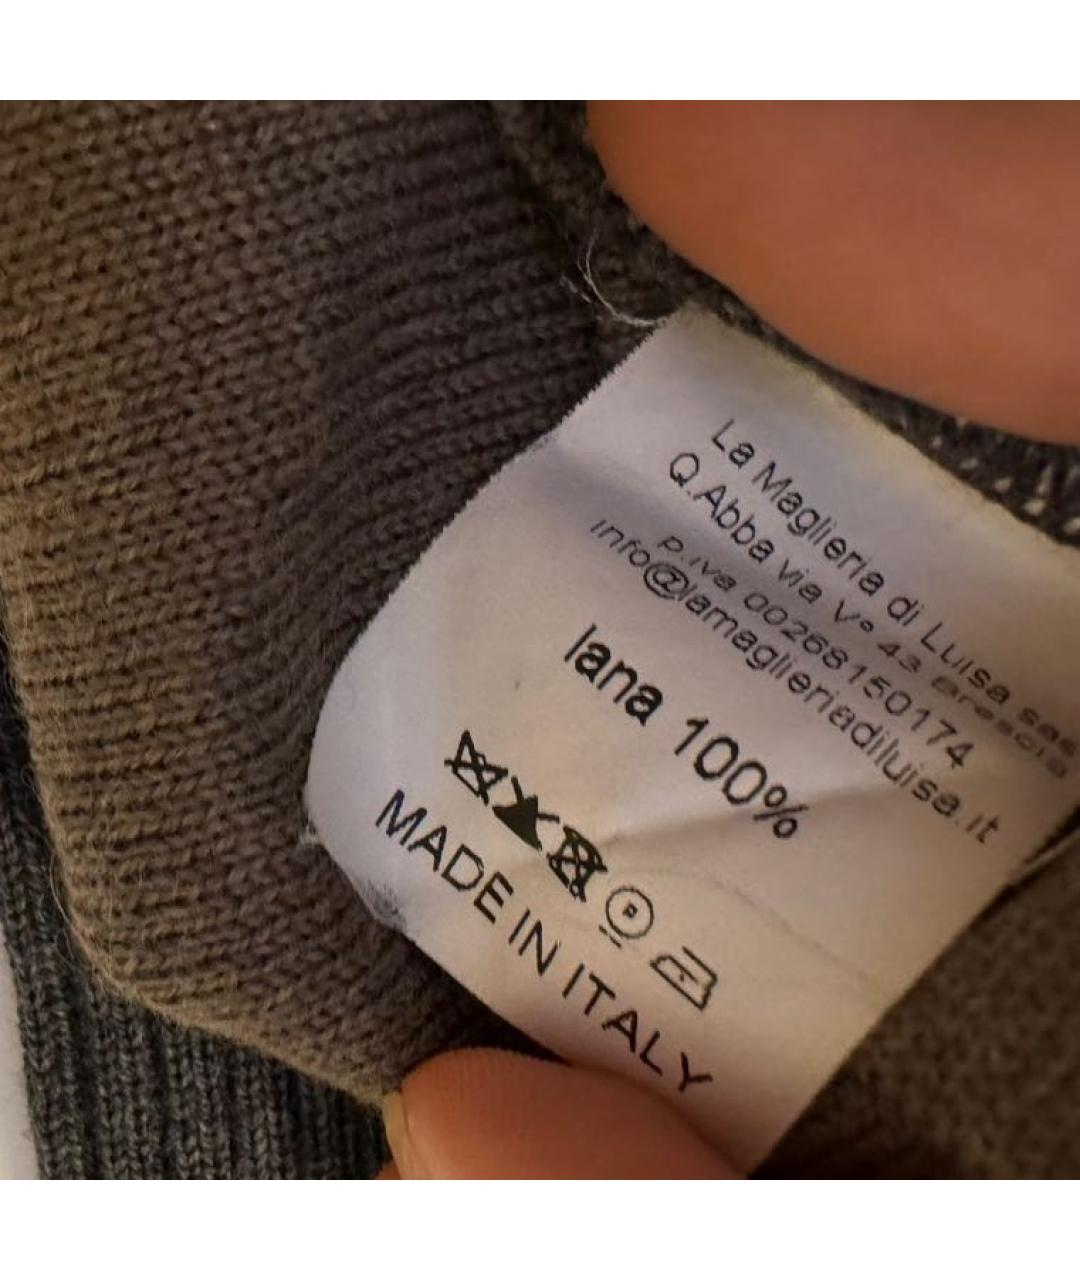 La Maglieria di Luisa sas
Q.Abba via V° 43 Brescia
P.iva 00268150174
info@lamaglieriadiluisa.it
lana 100%
P
MADE IN ITALY